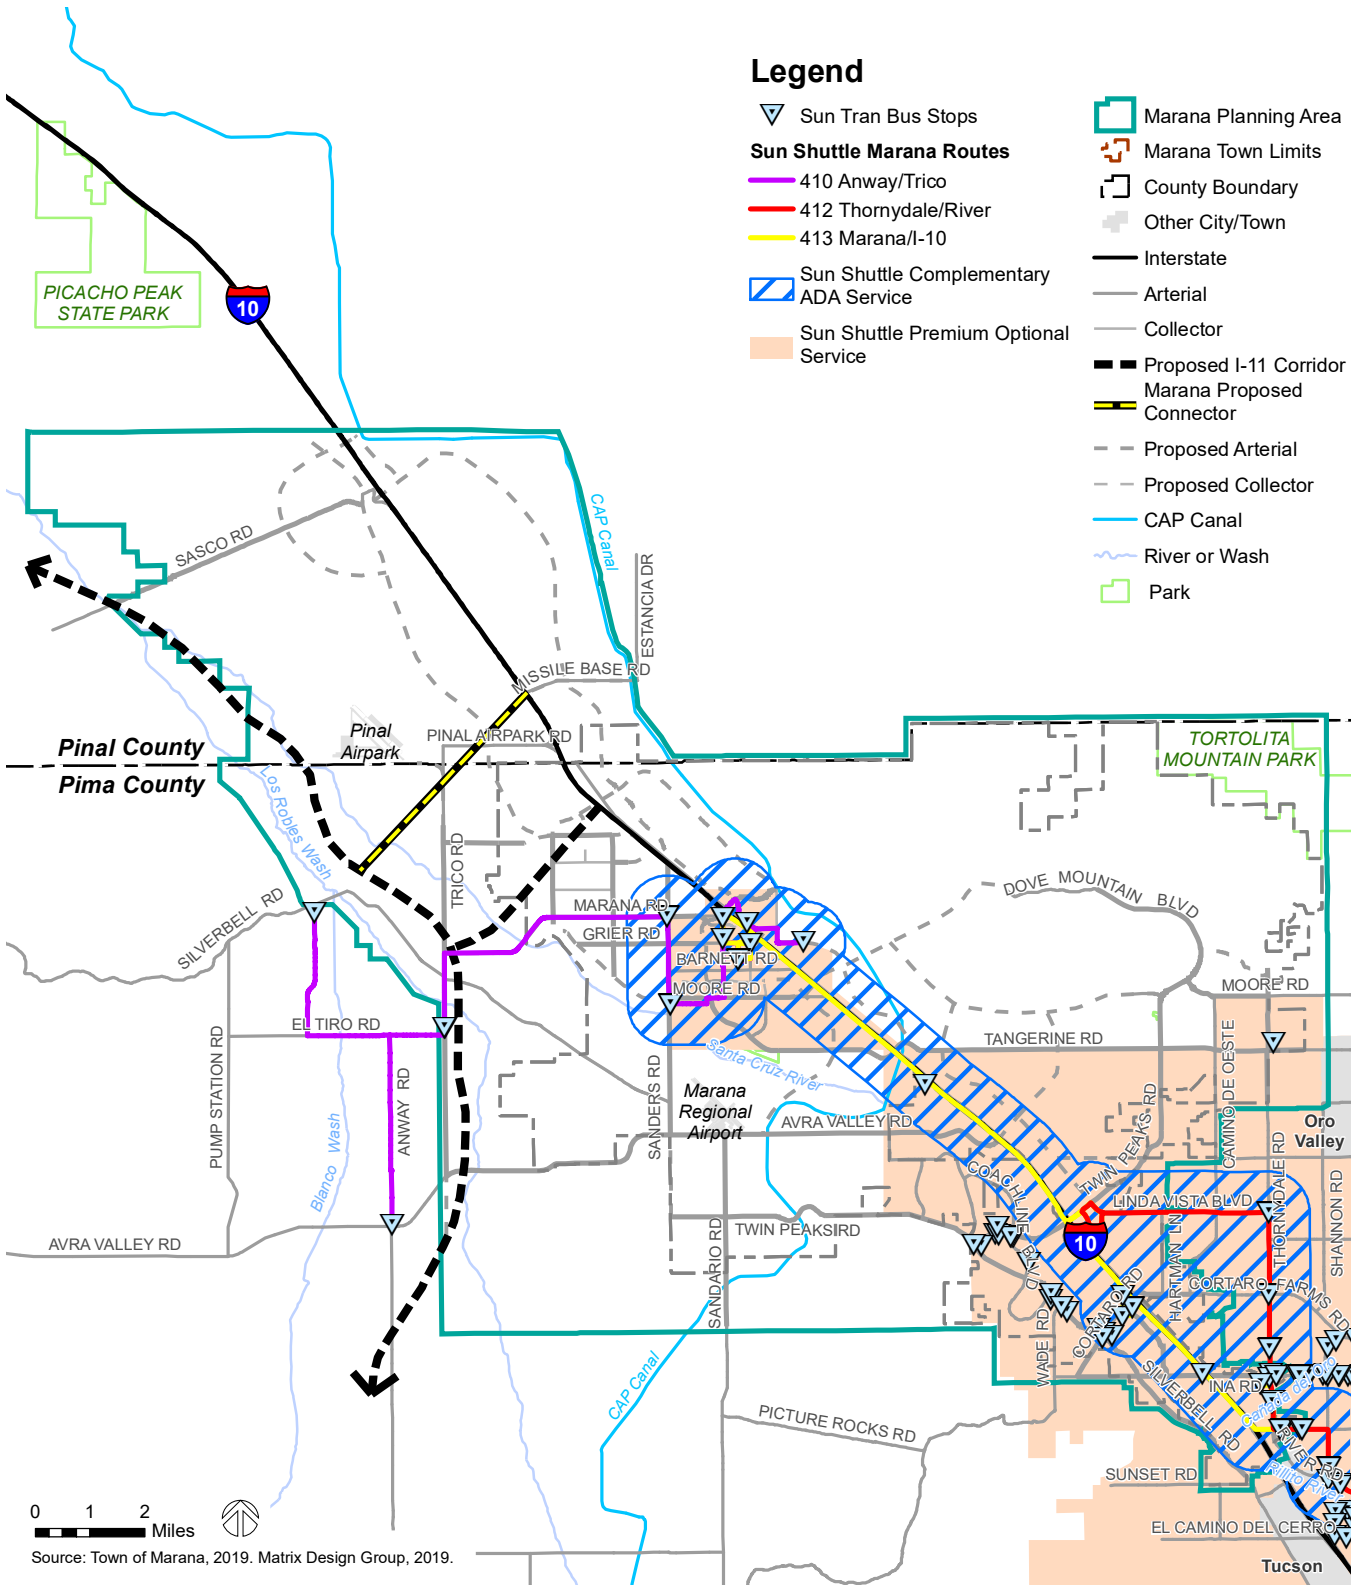 Legend
Sun Tran Bus Stops
Sun Shuttle Marana Routes
410 Anway/Trico
412 Thornydale/River
413 Marana/I-10
Sun Shuttle Complementary
ADA Service
Sun Shuttle Premium Optional
Service
Marana Planning Area
Marana Town Limits
County Boundary
Other City/Town
Interstate
Arterial
Collector
Proposed I-11 Corridor
Marana Proposed
Connector
Proposed Arterial
Proposed Collector
CAP Canal
River or Wash
Park
PICACHO PEAK
STATE PARK
10
CAP Canal
SASCO RD
ESTANCIA DR
MISSILE BASE RD
Pinal
Airpark
PINAL AIRPARK RD
Pinal County
Pima County
TORTOLITA
MOUNTAIN PARK
Los Robles Wash
TRICO RD
SILVERBELL RD
MARANA RD
GRIER RD
BARNETT RD
MOORE RD
DOVE MOUNTAIN BLVD
MOORE RD
EL TIRO RD
PUMP STATION RD
ANWAY RD
Blanco Wash
Santa Cruz River
SANDERS RD
Marana
Regional
Airport
TANGERINE RD
CAMINO DE OESTE
AVRA VALLEY RD
TWIN PEAKS RD
THORNYDALE RD
Oro
Valley
SHANNON RD
COACHLINE BLVD
LINDA VISTA BLVD
HARTMAN LN
10
AVRA VALLEY RD
TWIN PEAKS RD
SANDARIO RD
CORTARO FARMS RD
CORTARO RD
WADE RD
CAP Canal
INA RD
SILVERBELL RD
Cañada del Oro
PICTURE ROCKS RD
RIVER RD
Rillito River
SUNSET RD
EL CAMINO DEL CERRO
Tucson
0 1 2
Miles
Source: Town of Marana, 2019. Matrix Design Group, 2019.